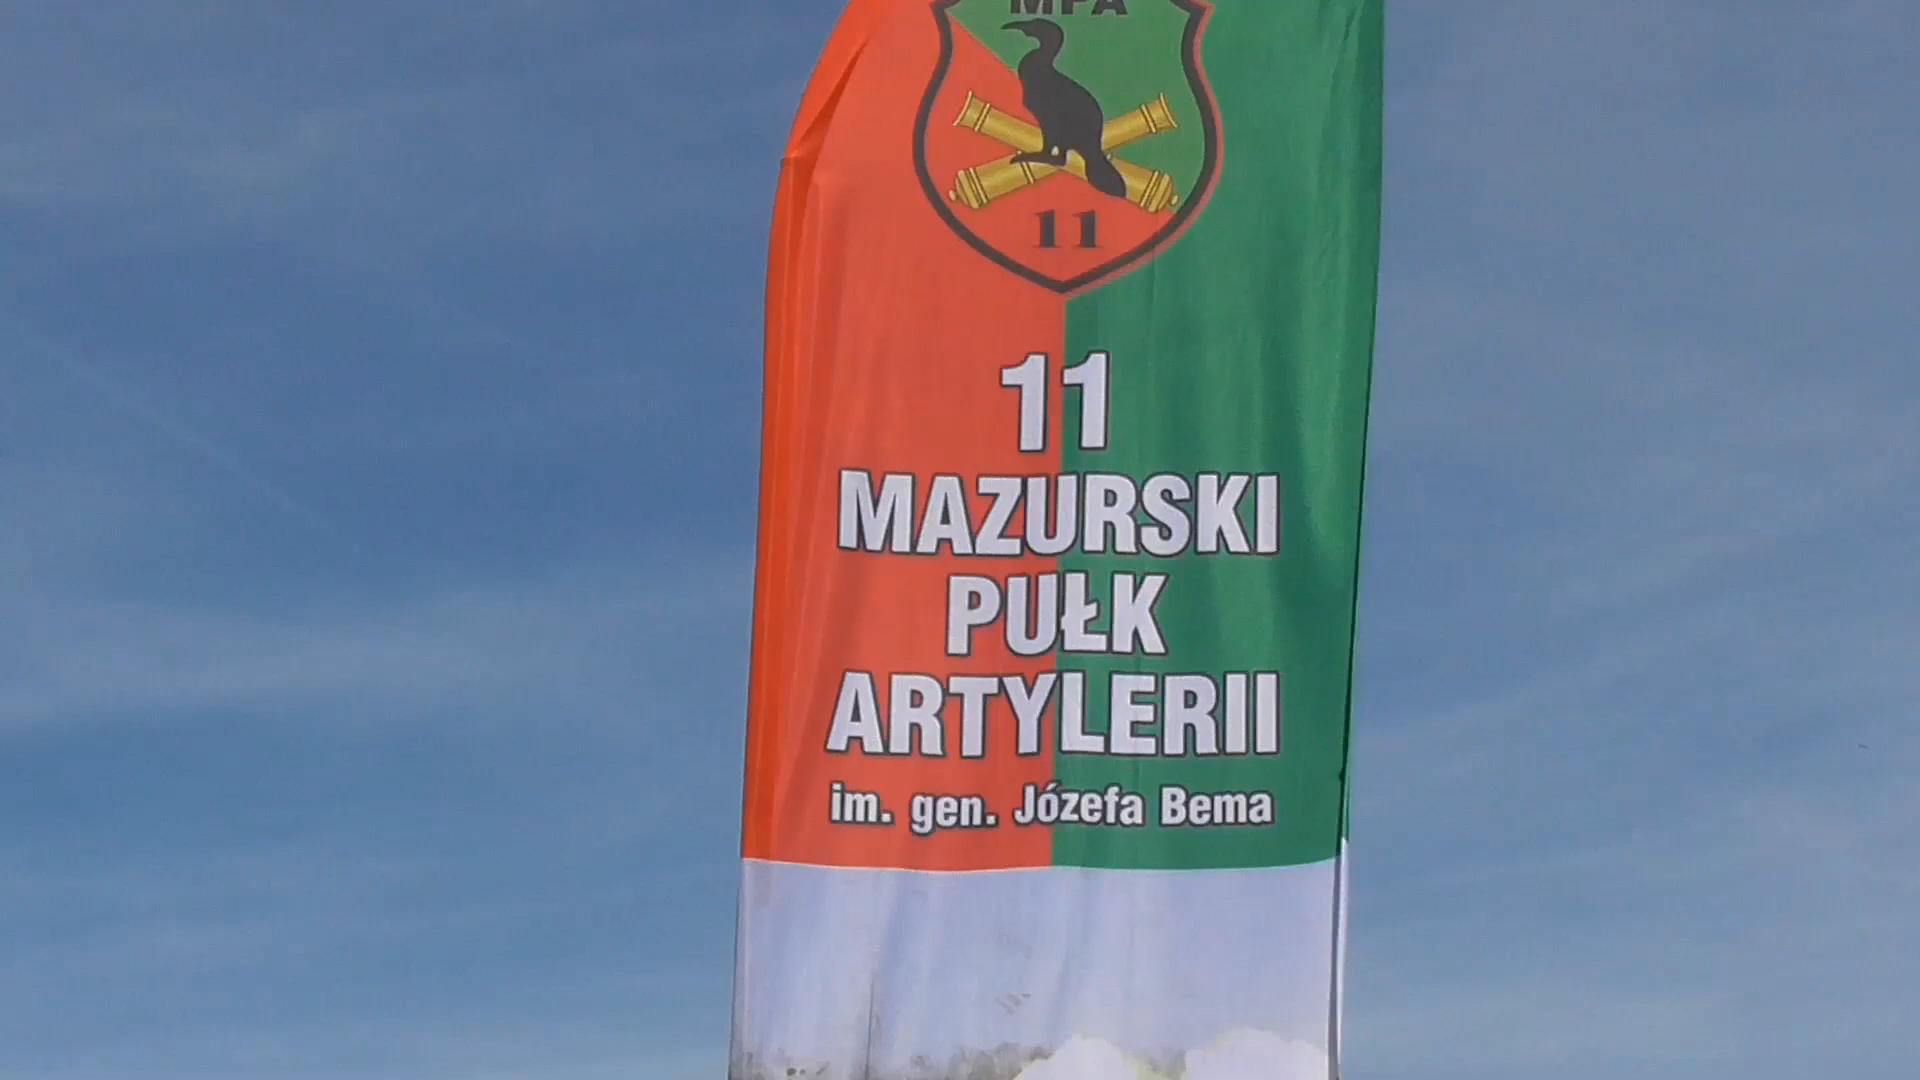 MPA
11
11
MAZURSKI
PUŁK
ARTYLERII
im. gen. Józefa Bema